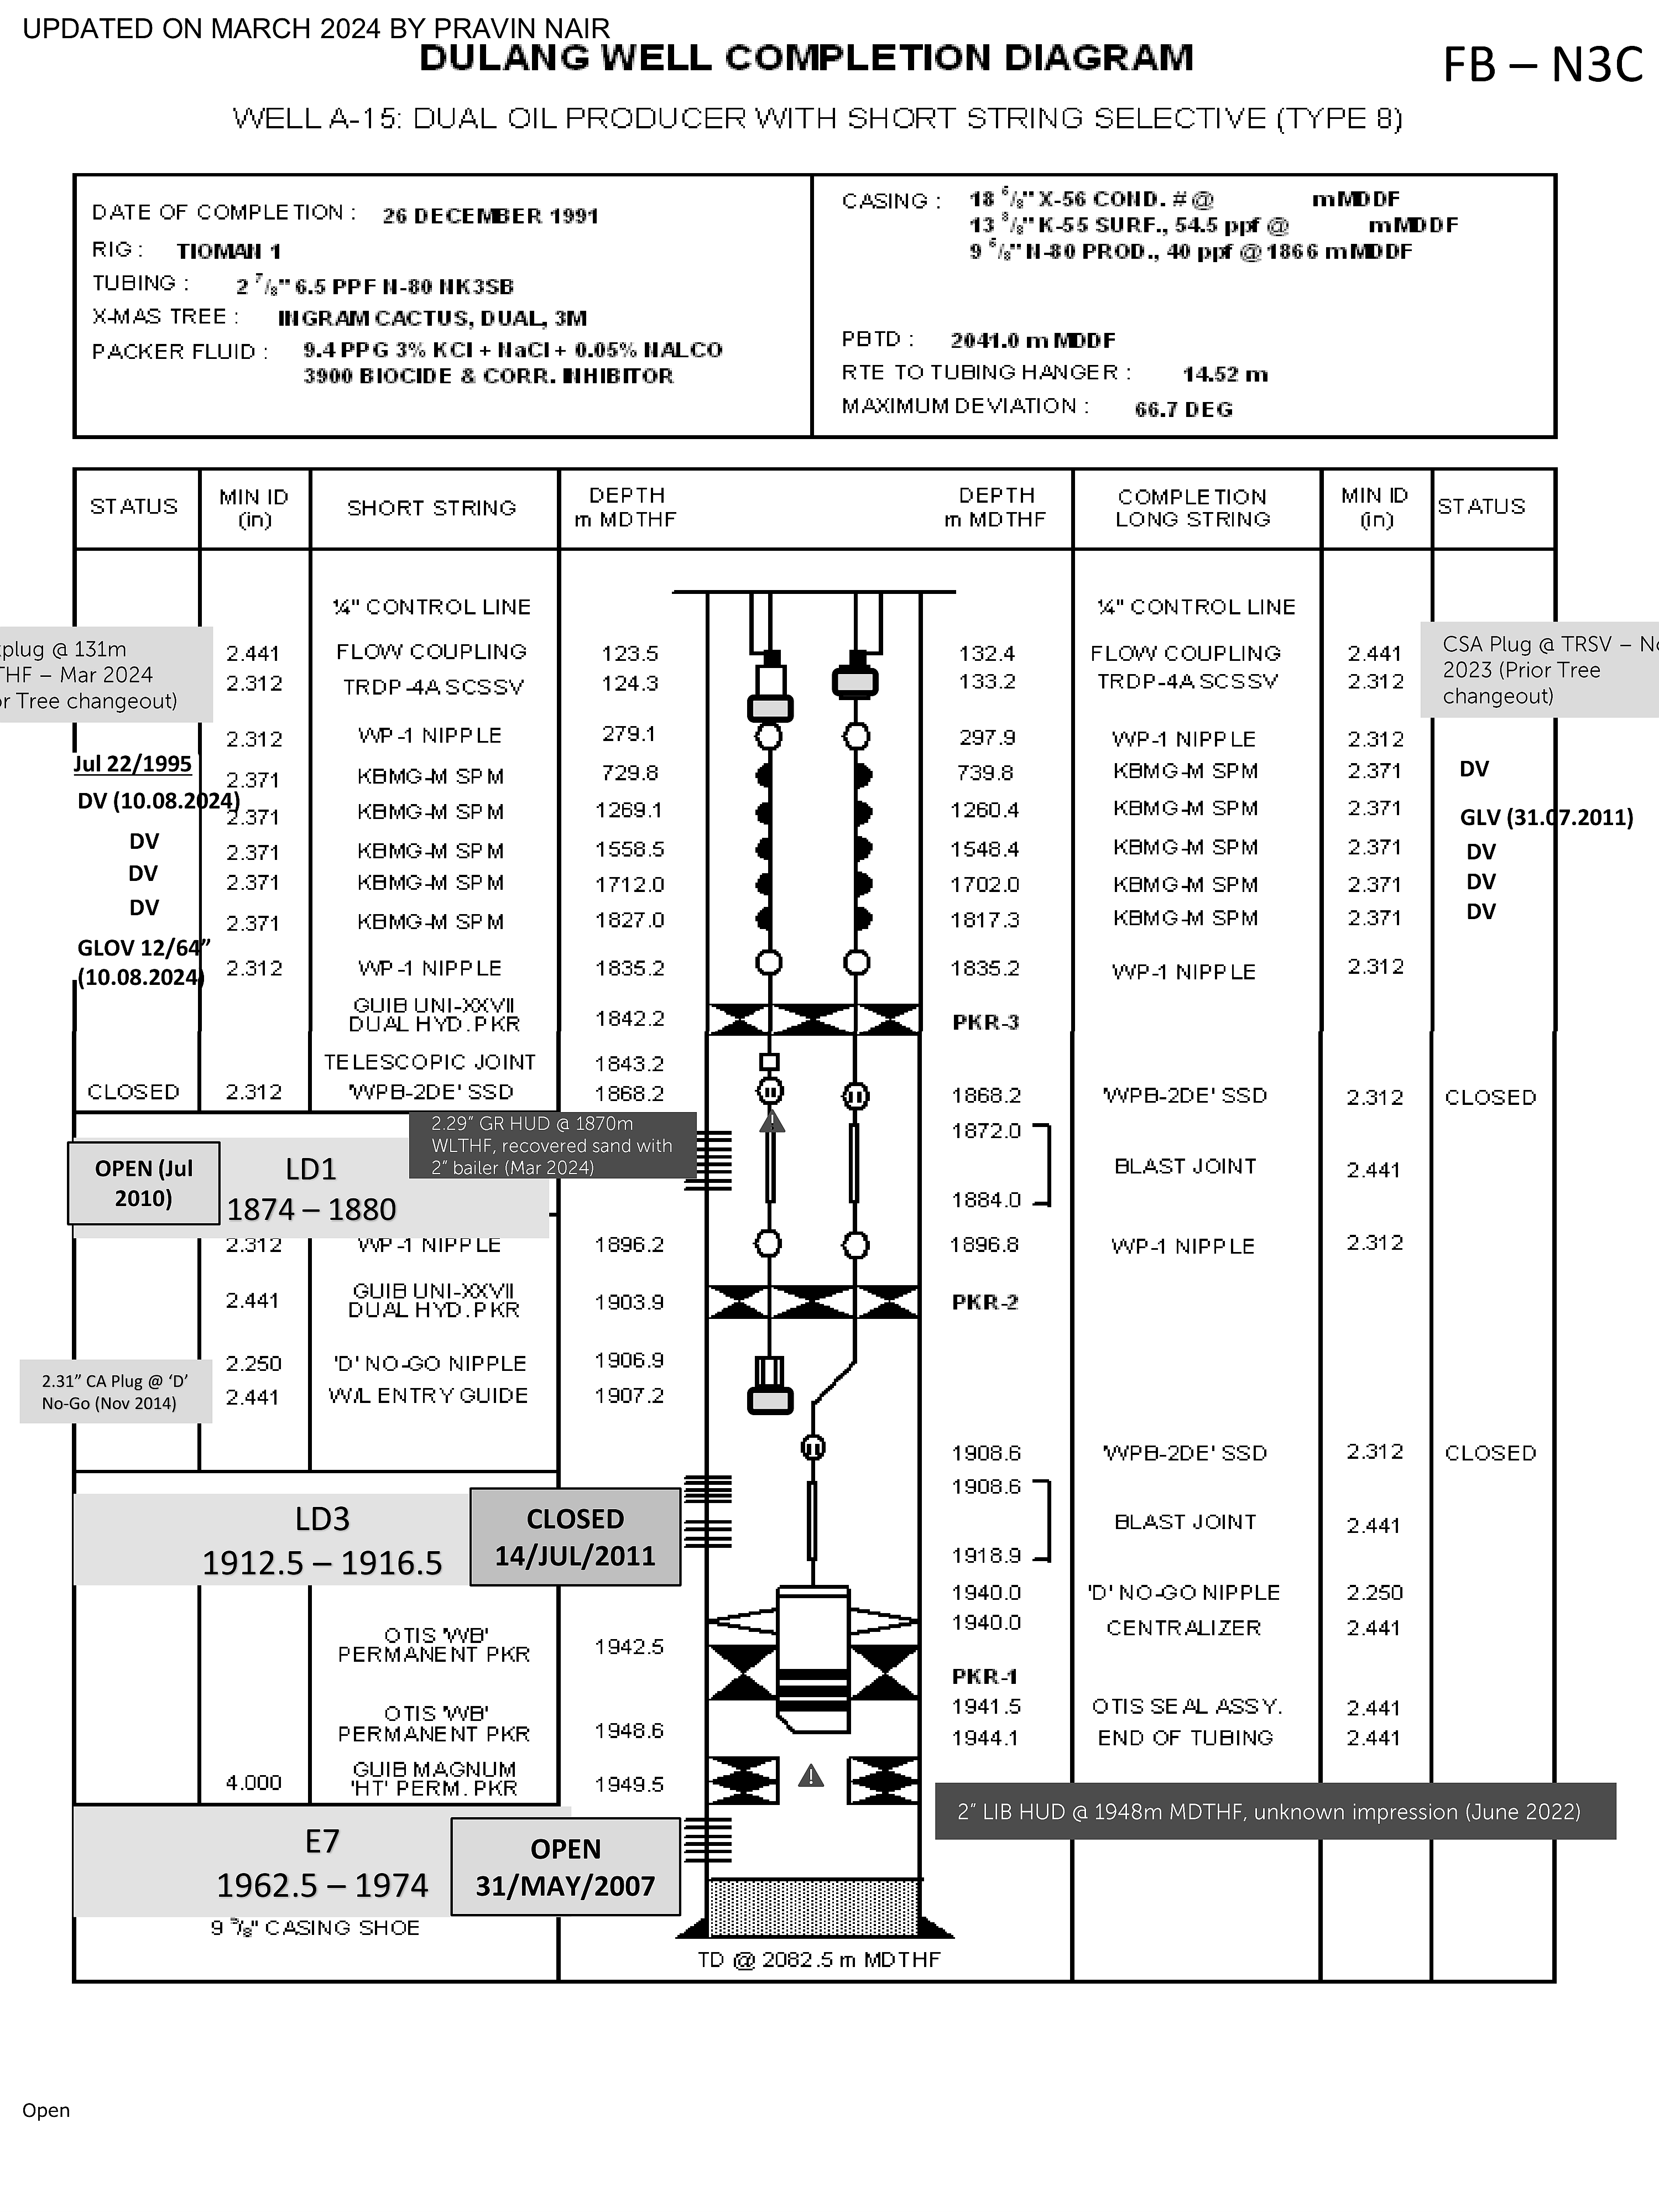 UPDATED ON MARCH 2024 BY PRAVIN NAIR
DULANG WELL COMPLETION DIAGRAM
FB – N3C
WELL A-15: DUAL OIL PRODUCER WITH SHORT STRING SELECTIVE (TYPE 8)
DATE OF COMPLETION : 26 DECEMBER 1991
RIG : TIOMAN 1
TUBING : 2 7/8" 6.5 PPF N-80 NK3SB
X-MAS TREE : INGRAM CACTUS, DUAL, 3M
PACKER FLUID : 9.4 PPG 3% KCl + NaCl + 0.05% NALCO
3900 BIOCIDE & CORR. INHIBITOR
CASING : 18 /8" X-56 COND. # @ mMDDF
13 /8" K-55 SURF., 54.5 ppf @ mMDDF
9 /8" N-80 PROD., 40 ppf @ 1866 mMDDF
PBTD : 2041.0 m MDDF
RTE TO TUBING HANGER : 14.52 m
MAXIMUM DEVIATION : 66.7 DEG
STATUS MIN ID (in) SHORT STRING DEPTH m MDTHF DEPTH m MDTHF COMPLETION LONG STRING MIN ID (in) STATUS
¼" CONTROL LINE ¼" CONTROL LINE
plug @ 131m
THF – Mar 2024
or Tree changeout)
CSA Plug @ TRSV – No
2023 (Prior Tree
changeout)
2.441 FLOW COUPLING 123.5 132.4 FLOW COUPLING 2.441
2.312 TRDP-4A SCSSV 124.3 133.2 TRDP-4A SCSSV 2.312
2.312 WP-1 NIPPLE 279.1 297.9 WP-1 NIPPLE 2.312
Jul 22/1995
2.371 KBMG-M SPM 729.8 739.8 KBMG-M SPM 2.371 DV
DV (10.08.2024) 2.371 KBMG-M SPM 1269.1 1260.4 KBMG-M SPM 2.371 GLV (31.07.2011)
DV 2.371 KBMG-M SPM 1558.5 1548.4 KBMG-M SPM 2.371 DV
DV 2.371 KBMG-M SPM 1712.0 1702.0 KBMG-M SPM 2.371 DV
DV 2.371 KBMG-M SPM 1827.0 1817.3 KBMG-M SPM 2.371 DV
GLOV 12/64”
(10.08.2024) 2.312 WP-1 NIPPLE 1835.2 1835.2 WP-1 NIPPLE 2.312
GUIB UNI-XXVII
DUAL HYD. PKR 1842.2 PKR-3
TELESCOPIC JOINT 1843.2
CLOSED 2.312 'WPB-2DE' SSD 1868.2 1868.2 'WPB-2DE' SSD 2.312 CLOSED
2.29” GR HUD @ 1870m
WLTHF, recovered sand with
2” bailer (Mar 2024)
OPEN (Jul
2010)
LD1
1874 – 1880
1872.0
BLAST JOINT 2.441
1884.0
2.312 WP-1 NIPPLE 1896.2 1896.8 WP-1 NIPPLE 2.312
GUIB UNI-XXVII
2.441 DUAL HYD. PKR 1903.9 PKR-2
2.250 'D' NO-GO NIPPLE 1906.9
2.31” CA Plug @ ‘D’
No-Go (Nov 2014)
2.441 W/L ENTRY GUIDE 1907.2
1908.6 'WPB-2DE' SSD 2.312 CLOSED
1908.6
BLAST JOINT 2.441
1918.9
LD3
1912.5 – 1916.5
CLOSED
14/JUL/2011
1940.0 'D' NO-GO NIPPLE 2.250
1940.0 CENTRALIZER 2.441
OTIS 'WB'
PERMANENT PKR 1942.5
PKR-1
1941.5 OTIS SEAL ASSY. 2.441
OTIS 'WB'
PERMANENT PKR 1948.6
1944.1 END OF TUBING 2.441
GUIB MAGNUM
4.000 'HT' PERM. PKR 1949.5
2” LIB HUD @ 1948m MDTHF, unknown impression (June 2022)
E7
1962.5 – 1974
OPEN
31/MAY/2007
9 ⅝" CASING SHOE
TD @ 2082.5 m MDTHF
Open